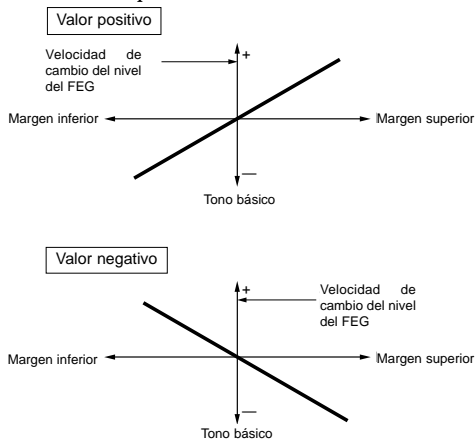 Valor positivo
Velocidad de
cambio del nivel
del FEG
+
Margen inferior
Margen superior
—
Tono básico
Valor negativo
+
Velocidad de
cambio del nivel
del FEG
Margen inferior
Margen superior
—
Tono básico